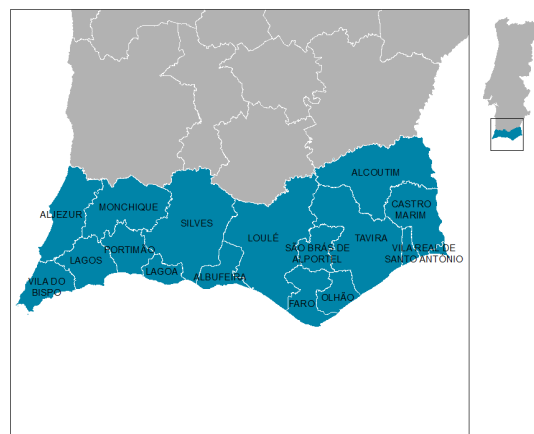 ALCOUTIM
CASTRO
MARIM
ALJEZUR
MONCHIQUE
SILVES
LOULÉ
TAVIRA
SÃO BRÁS DE
ALPORTEL
VILA REAL DE
SANTO ANTÓNIO
LAGOS
PORTIMÃO
LAGOA
ALBUFEIRA
VILA DO
BISPO
FARO
OLHÃO